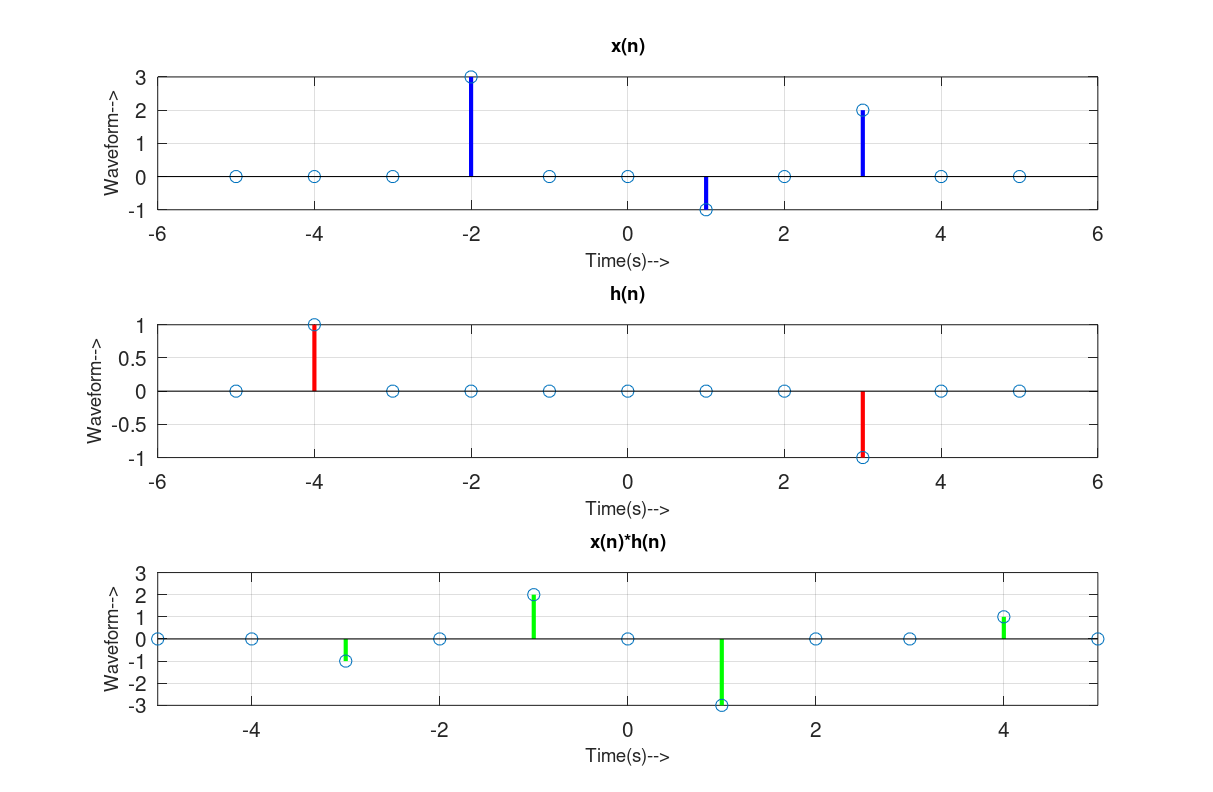 x(n)
Waveform-->
3
2
1
0
-1
-6 -4 -2 0 2 4 6
Time(s)-->
h(n)
Waveform-->
1
0.5
0
-0.5
-1
-6 -4 -2 0 2 4 6
Time(s)-->
x(n)*h(n)
Waveform-->
3
2
1
0
-1
-2
-3
-4 -2 0 2 4
Time(s)-->